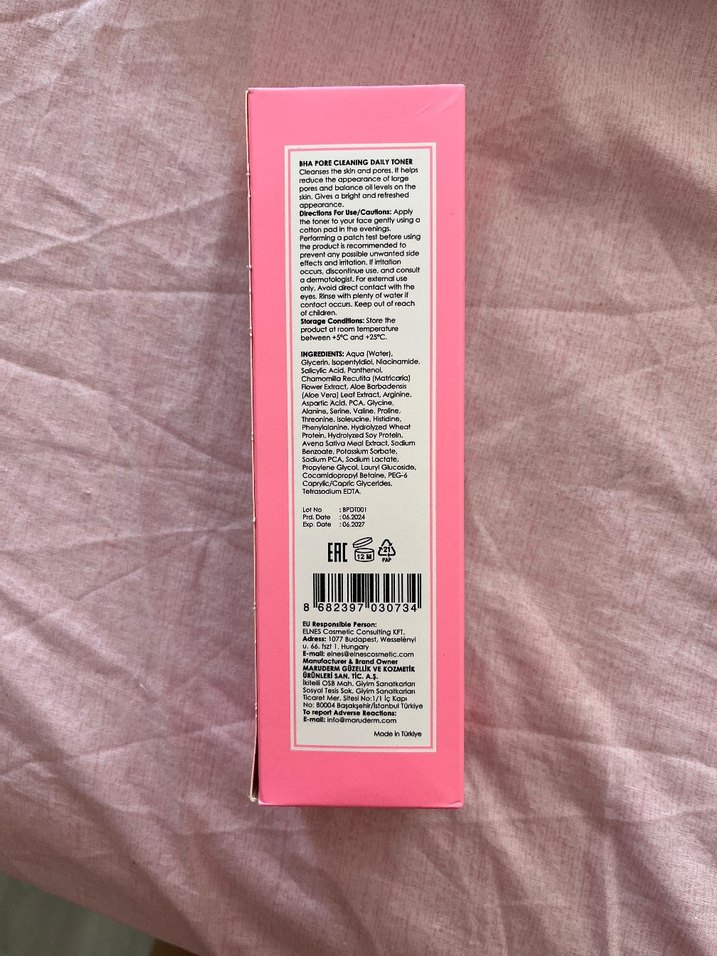 BHA PORE CLEANING DAILY TONER
Cleanses the skin and pores. It helps
reduce the appearance of large
pores and balance oil levels on the
skin. Gives a bright and refreshed
appearance.
Directions For Use/Cautions: Apply
the toner to your face gently using a
cotton pad in the evenings.
Performing a patch test before using
the product is recommended to
prevent any possible unwanted side
effects and irritation. If irritation
occurs, discontinue use, and consult
a dermatologist. For external use
only. Avoid direct contact with the
eyes. Rinse with plenty of water if
contact occurs. Keep out of reach
of children.
Storage Conditions: Store the
product at room temperature
between +5°C and +25°C.
INGREDIENTS: Aqua (Water),
Glycerin, Isopentyldiol, Niacinamide,
Salicylic Acid, Panthenol,
Chamomilla Recutita (Matricaria)
Flower Extract, Aloe Barbadensis
(Aloe Vera) Leaf Extract, Arginine,
Aspartic Acid, PCA, Glycine,
Alanine, Serine, Valine, Proline,
Threonine, Isoleucine, Histidine,
Phenylalanine, Hydrolyzed Wheat
Protein, Hydrolyzed Soy Protein,
Avena Sativa Meal Extract, Sodium
Benzoate, Potassium Sorbate,
Sodium PCA, Sodium Lactate,
Propylene Glycol, Lauryl Glucoside,
Cocamidopropyl Betaine, PEG-6
Caprylic/Capric Glycerides,
Tetrasodium EDTA.
Lot No : BPDT001
Prd. Date : 06.2024
Exp. Date : 06.2027
EAC 12 M 21 PAP
8 682397 030734
EU Responsible Person:
ELNES Cosmetic Consulting KFT.
Adress: 1077 Budapest, Wesselényi
u. 66. fszt 1. Hungary
E-mail: elnes@elnescosmetic.com
Manufacturer & Brand Owner
MARUDERM GÜZELLİK VE KOZMETİK
ÜRÜNLERİ SAN. TİC. A.Ş.
İkitelli OSB Mah. Giyim Sanatkarları
Sosyal Tesis Sok. Giyim Sanatkarları
Ticaret Mer. Sitesi No:1/1 İç Kapı
No: B0004 Başakşehir/İstanbul Türkiye
To report Adverse Reactions:
E-mail: info@maruderm.com
Made in Türkiye